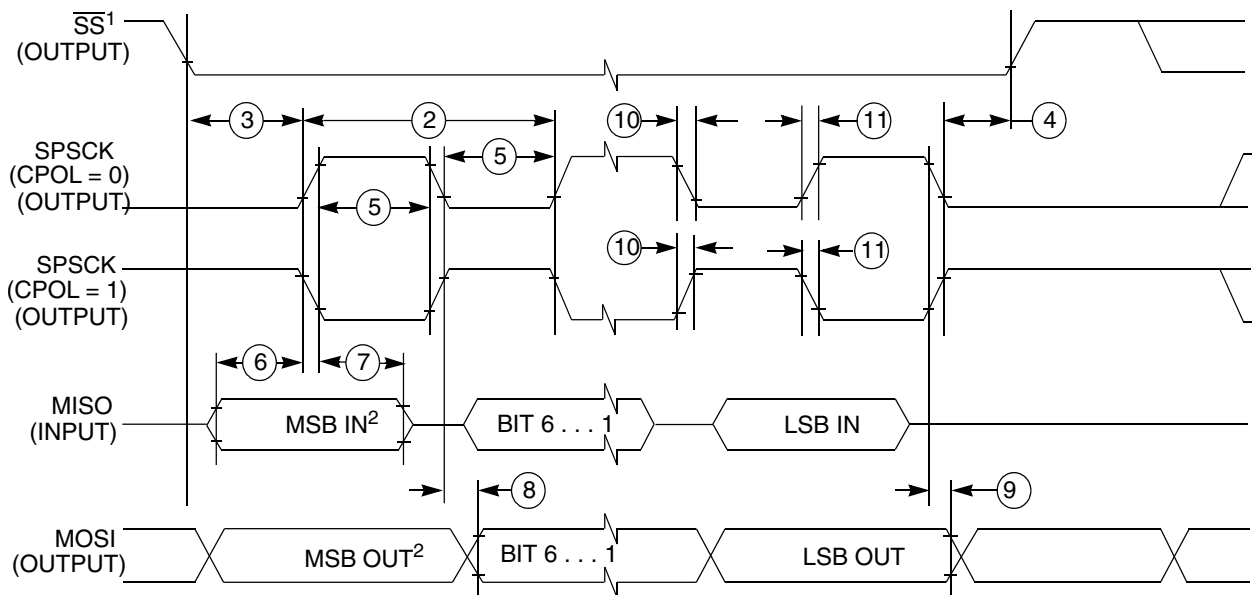 SS1
(OUTPUT)
3
2
10
11
4
SPSCK
(CPOL = 0)
(OUTPUT)
5
5
SPSCK
(CPOL = 1)
(OUTPUT)
10
11
6
7
MISO
(INPUT)
MSB IN2
BIT 6 . . . 1
LSB IN
8
9
MOSI
(OUTPUT)
MSB OUT2
BIT 6 . . . 1
LSB OUT